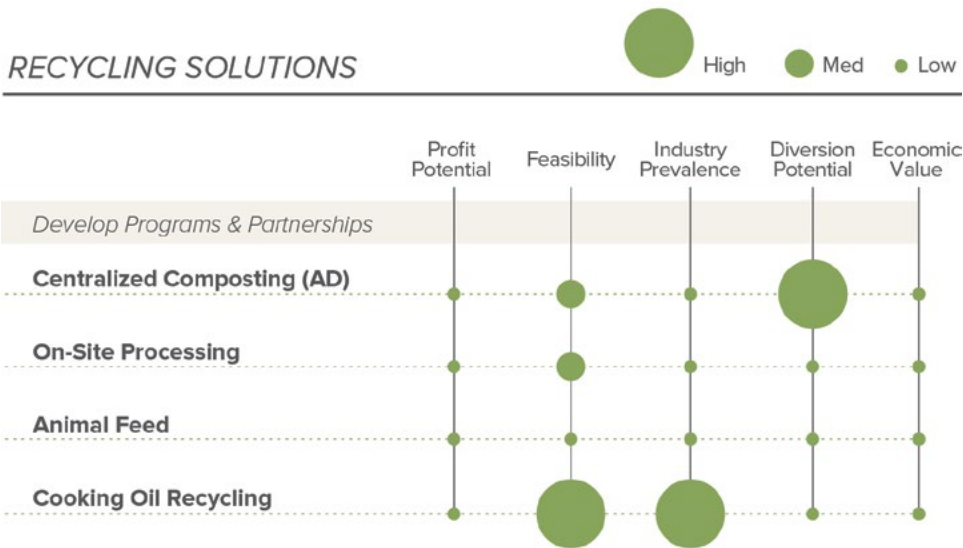 RECYCLING SOLUTIONS
High
Med
Low
Profit
Potential
Feasibility
Industry
Prevalence
Diversion
Potential
Economic
Value
Develop Programs & Partnerships
Centralized Composting (AD)
On-Site Processing
Animal Feed
Cooking Oil Recycling